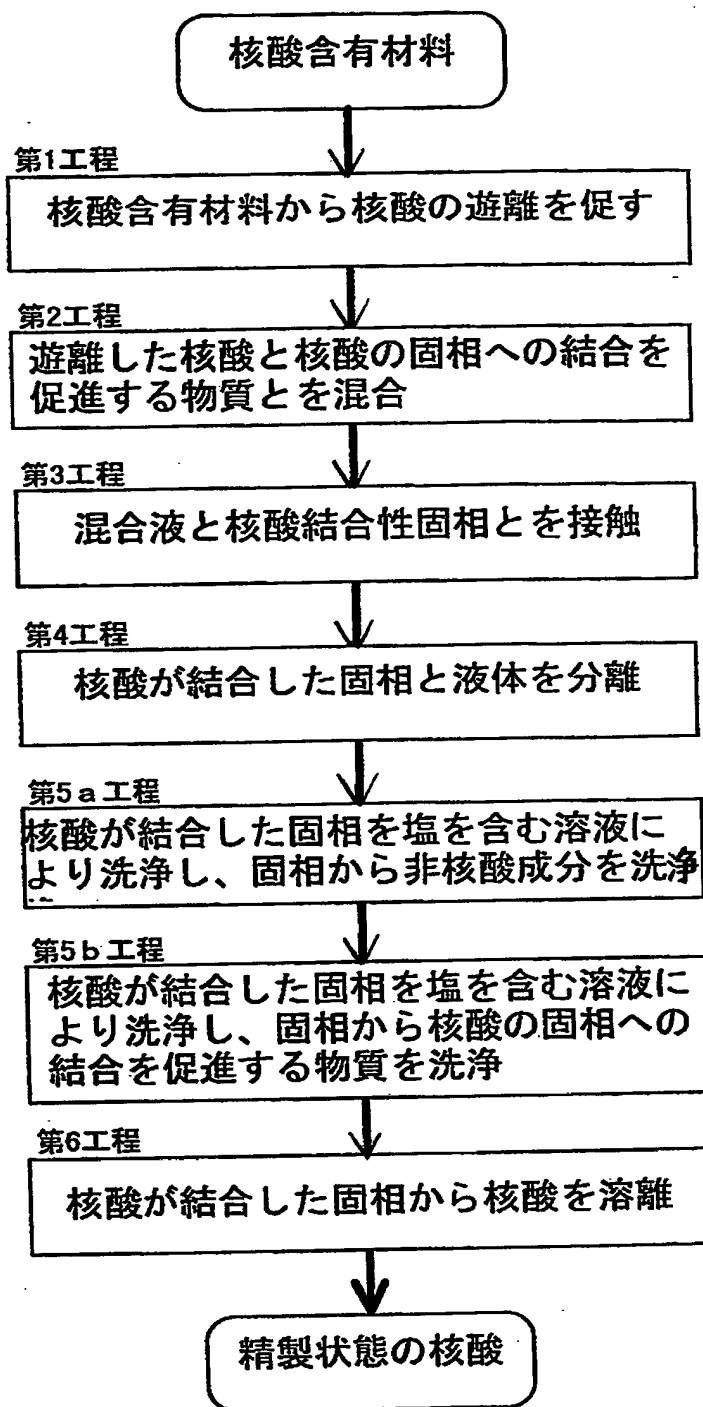 核酸含有材料
第1工程
核酸含有材料から核酸の遊離を促す
第2工程
遊離した核酸と核酸の固相への結合を
促進する物質とを混合
第3工程
混合液と核酸結合性固相とを接触
第4工程
核酸が結合した固相と液体を分離
第5a工程
核酸が結合した固相を塩を含む溶液に
より洗浄し、固相から非核酸成分を洗浄
第5b工程
核酸が結合した固相を塩を含む溶液に
より洗浄し、固相から核酸の固相への
結合を促進する物質を洗浄
第6工程
核酸が結合した固相から核酸を溶離
精製状態の核酸